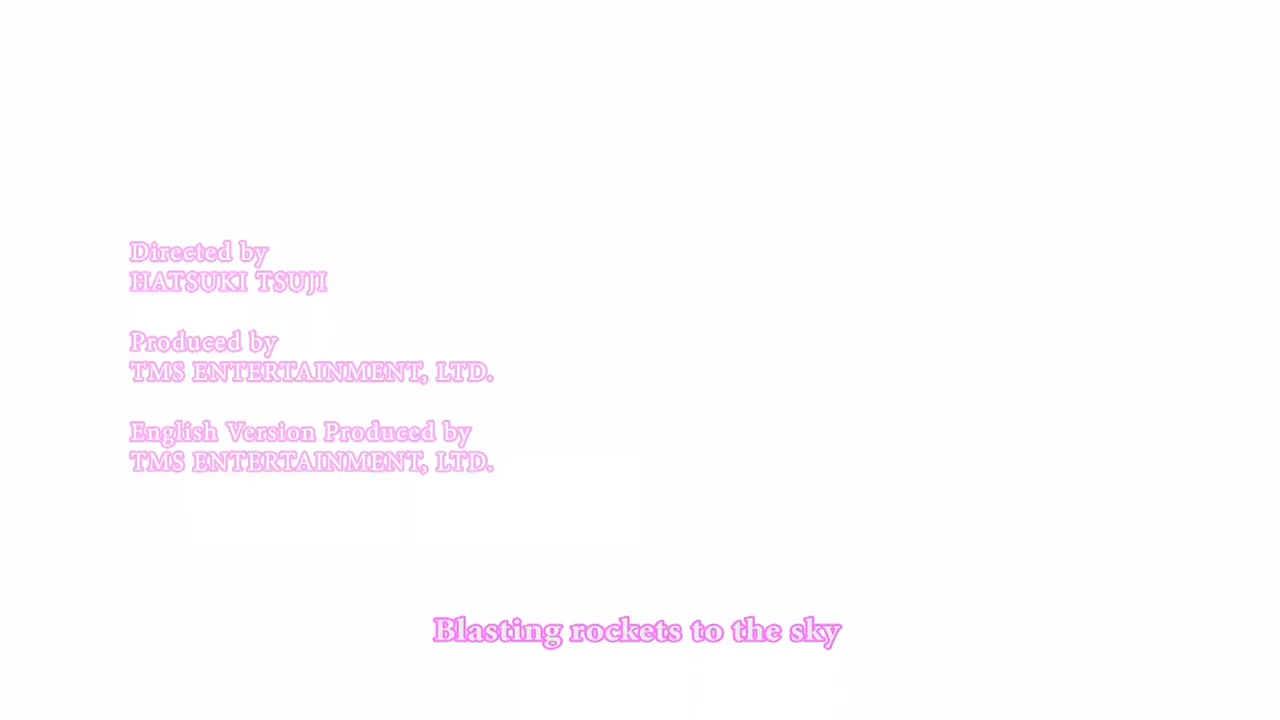 Directed by
HATSUKI TSUJI
Produced by
TMS ENTERTAINMENT, LTD.
English Version Produced by
TMS ENTERTAINMENT, LTD.
Blasting rockets to the sky